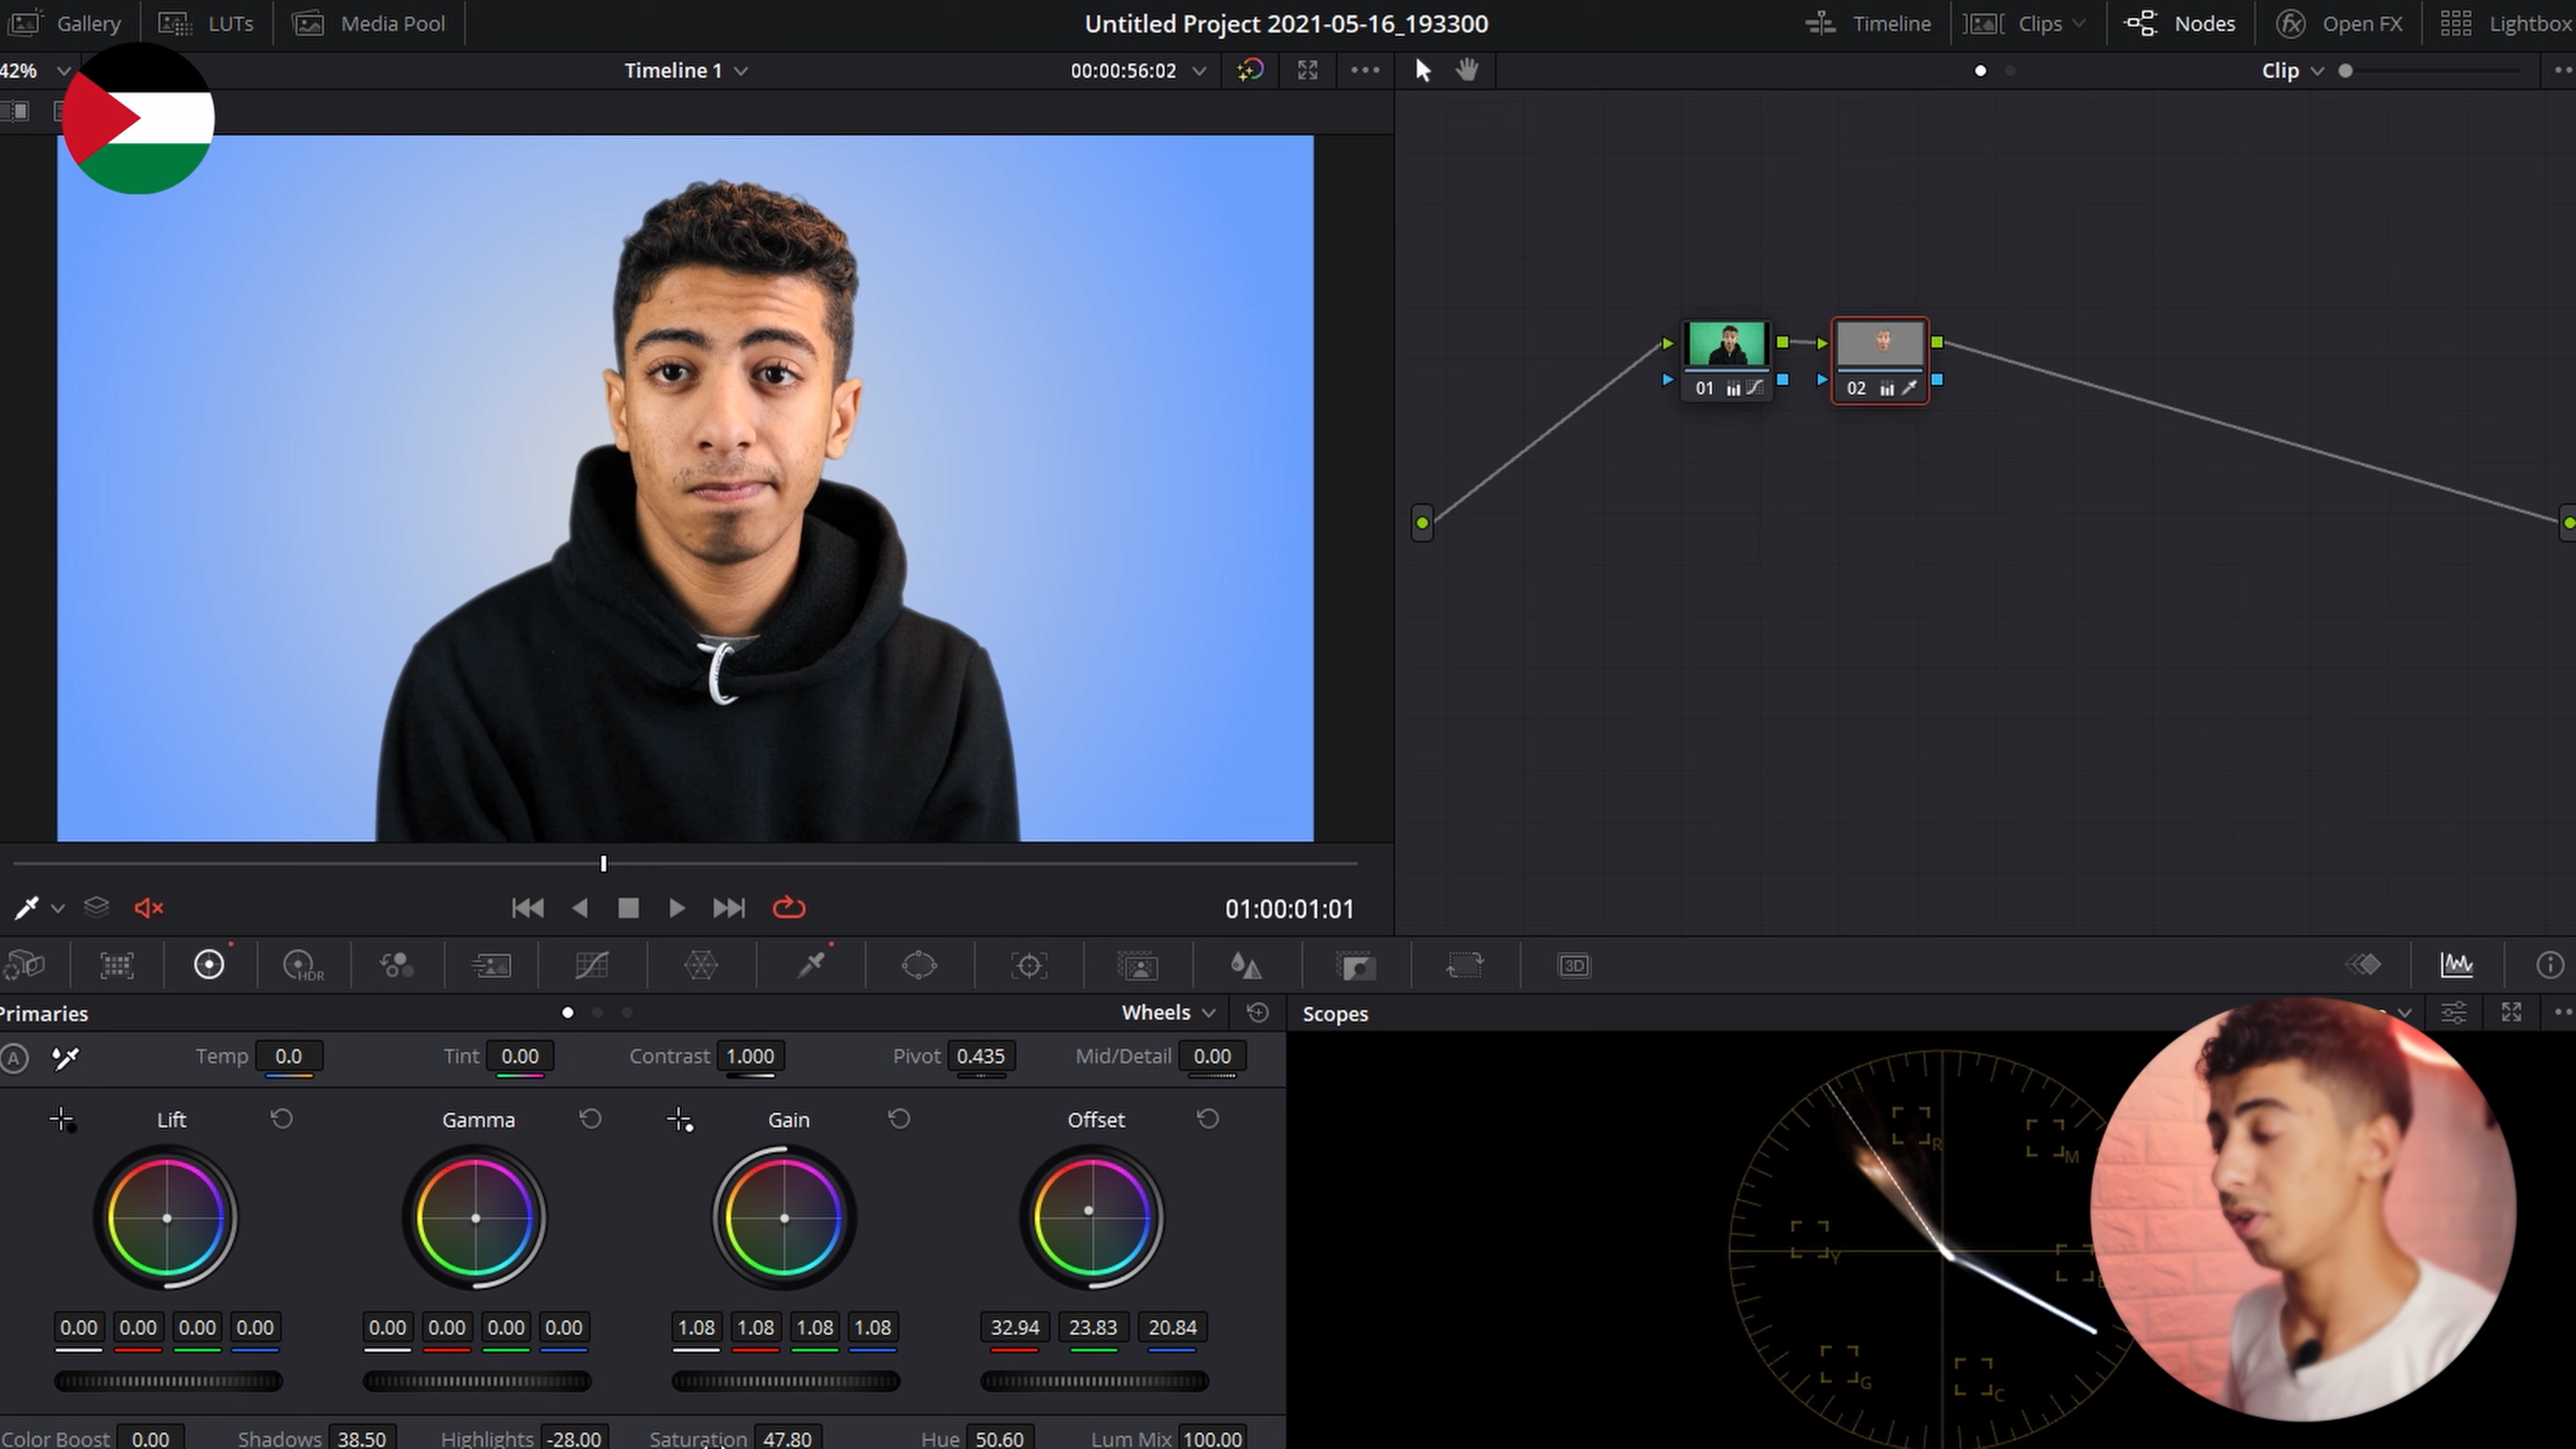 Gallery LUTs Media Pool Untitled Project 2021-05-16_193300 Timeline Clips Nodes Open FX Lightbox
42% Timeline 1 00:00:56:02 Clip
01 02
01:00:01:01
HDR 3D
Primaries Wheels Scopes
A Temp 0.0 Tint 0.00 Contrast 1.000 Pivot 0.435 Mid/Detail 0.00
Lift Gamma Gain Offset
R M
Y
0.00 0.00 0.00 0.00 0.00 0.00 0.00 0.00 1.08 1.08 1.08 1.08 32.94 23.83 20.84
G C
Color Boost 0.00 Shadows 38.50 Highlights -28.00 Saturation 47.80 Hue 50.60 Lum Mix 100.00